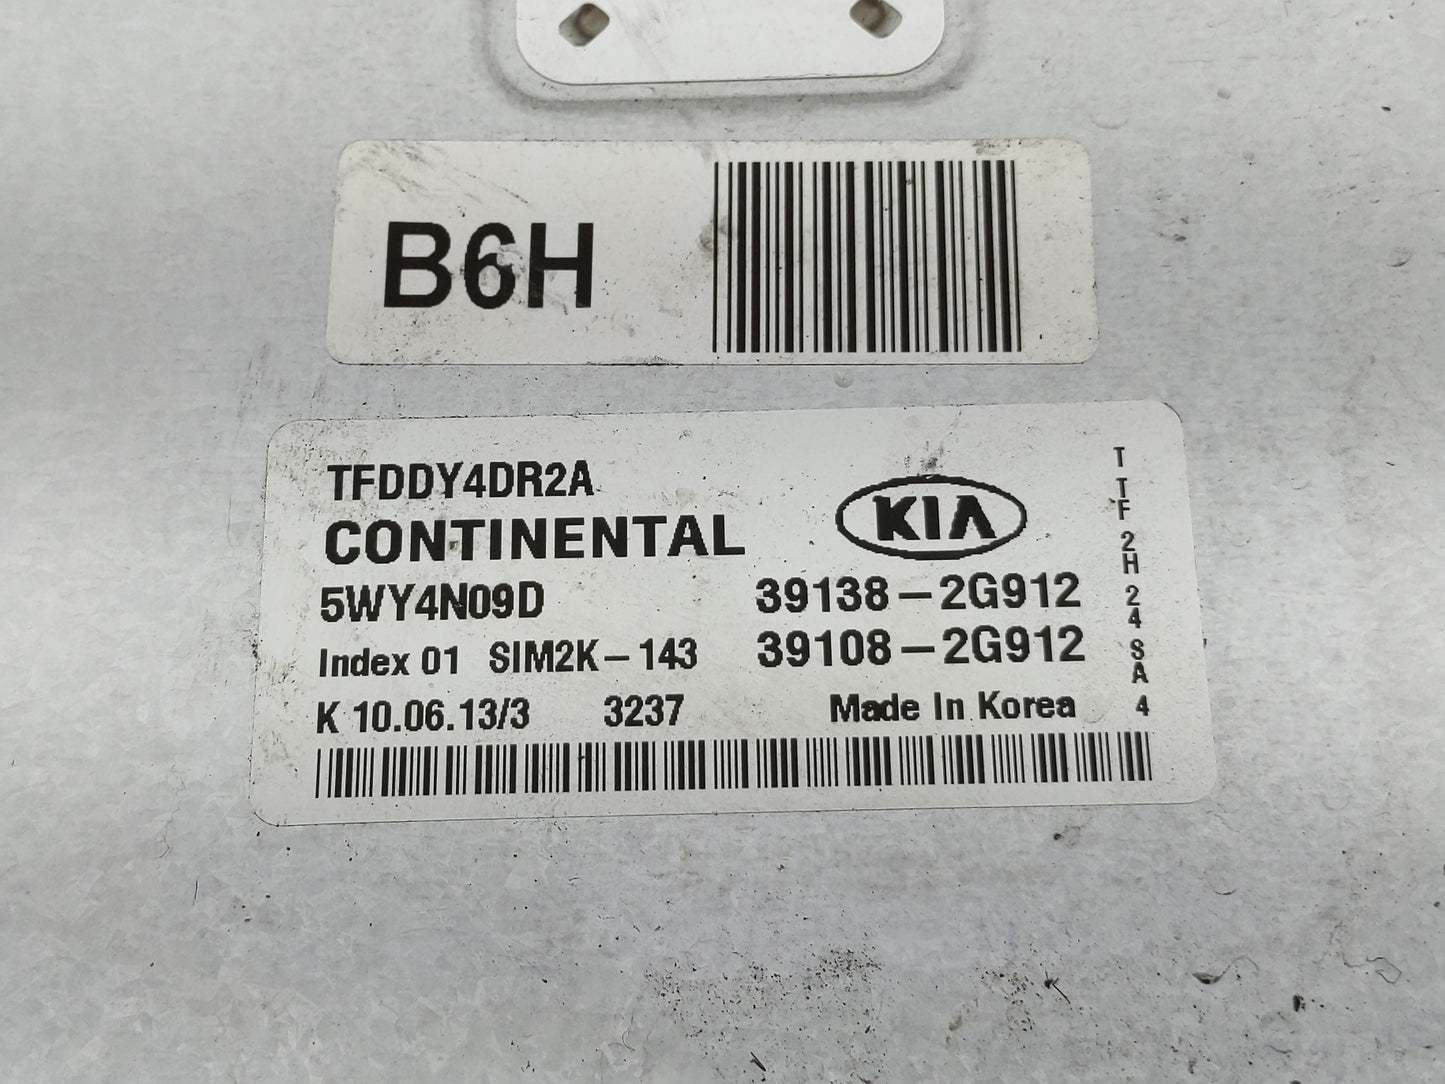 B6H
TFDDY4DR2A
CONTINENTAL
KIA
5WY4N09D 39138-2G912
Index 01 SIM2K-143 39108-2G912
K 10.06.13/3 3237 Made In Korea
T TF 2H 24 SA 4